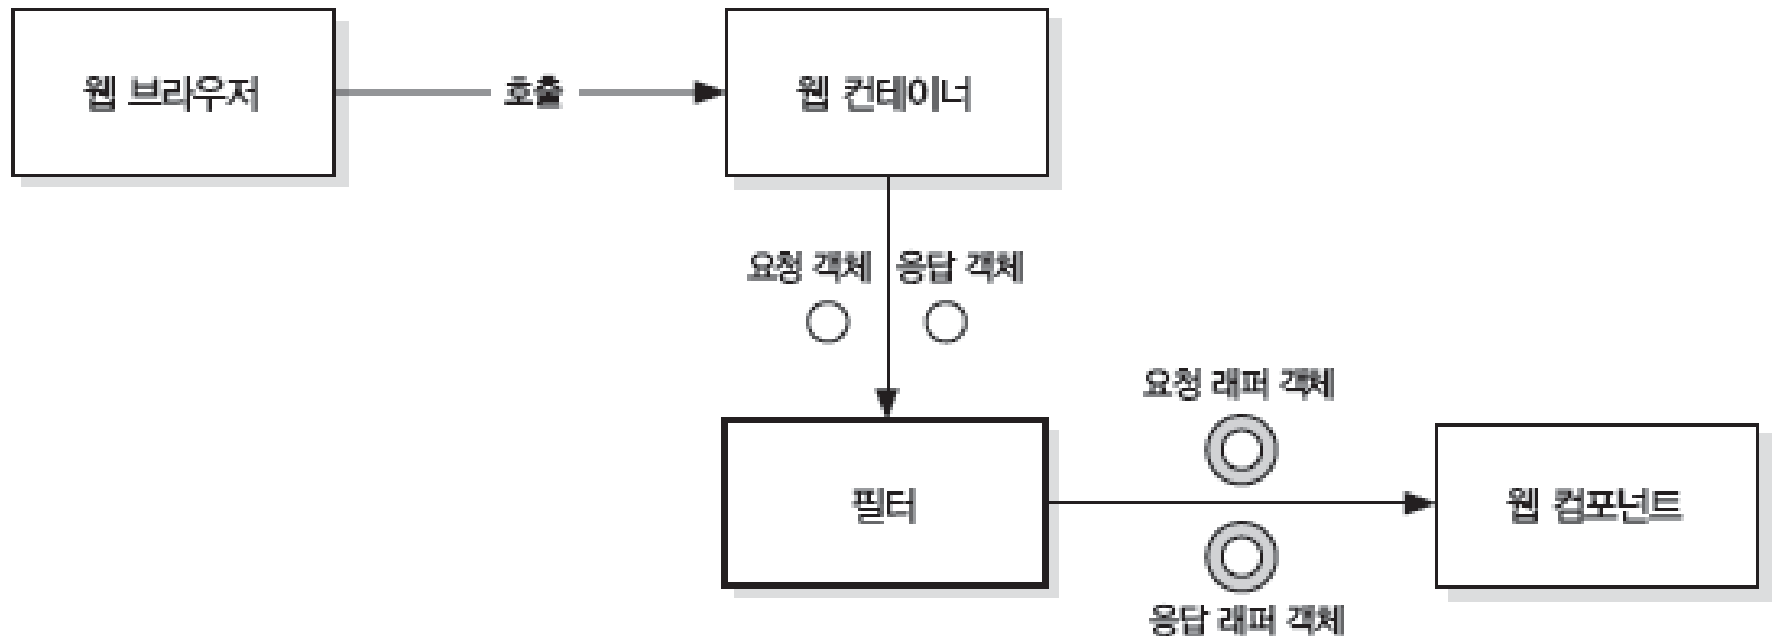 웹 브라우저
호출
웹 컨테이너
요청 객체
응답 객체
요청 래퍼 객체
필터
웹 컴포넌트
응답 래퍼 객체